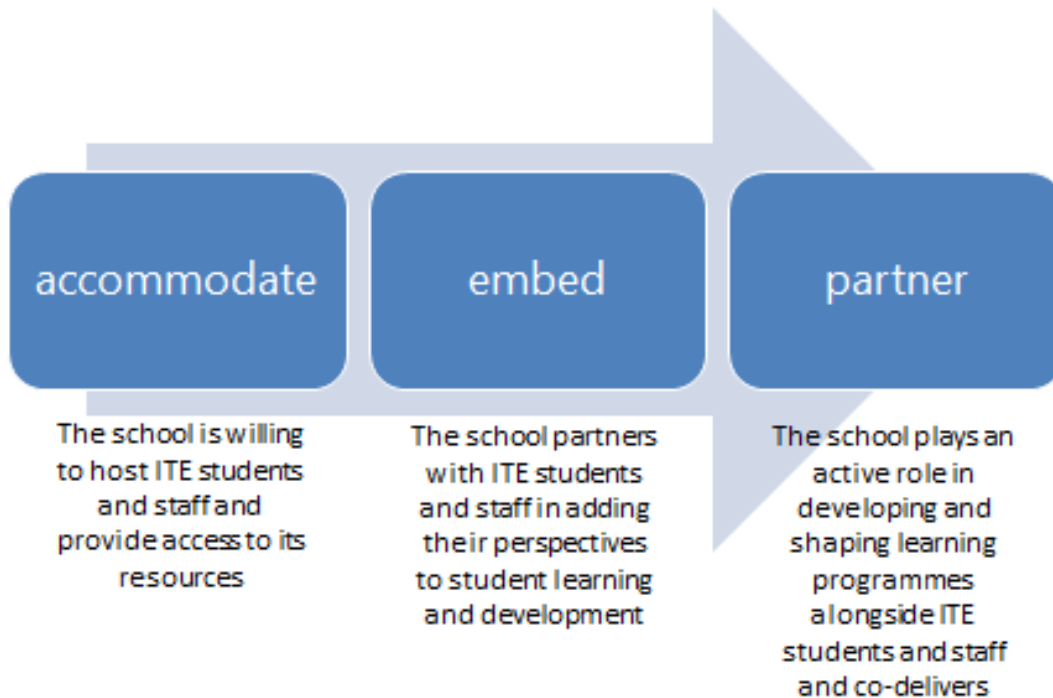 accommodate
embed
partner
The school is willing
to host ITE students
and staff and
provide access to its
resources
The school partners
with ITE students
and staff in adding
their perspectives
to student learning
and development
The school plays an
active role in
developing and
shaping learning
programmes
alongside ITE
students and staff
and co-delivers